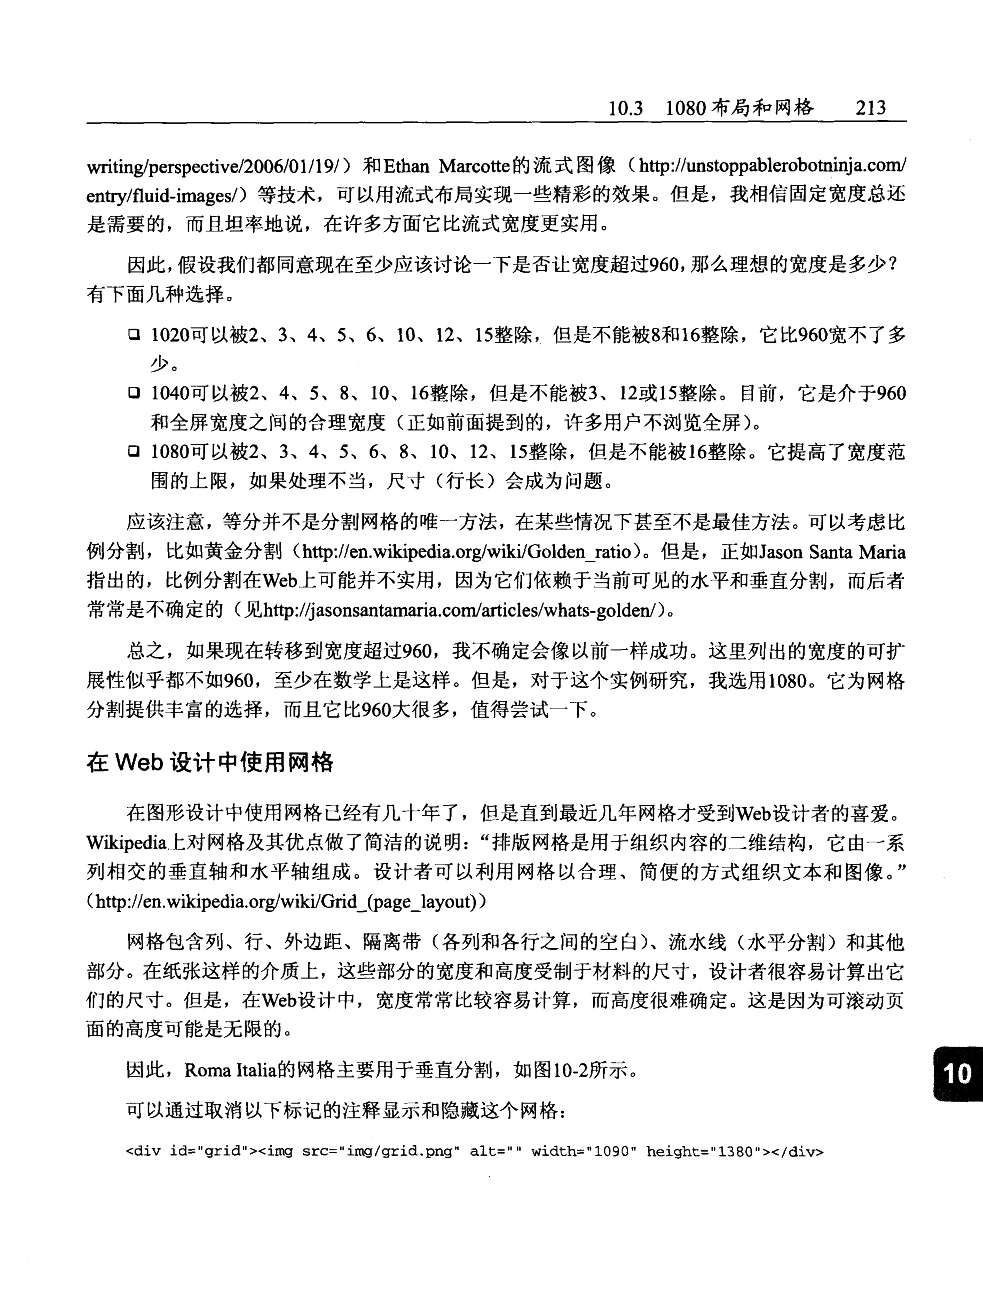 10.3 1080布局和网格 213
writing/perspective/2006/01/19/）和Ethan Marcotte的流式图像（http://unstoppablerobotninja.com/
entry/fluid-images/）等技术，可以用流式布局实现一些精彩的效果。但是，我相信固定宽度总还
是需要的，而且坦率地说，在许多方面它比流式宽度更实用。
因此，假设我们都同意现在至少应该讨论一下是否让宽度超过960，那么理想的宽度是多少？
有下面几种选择。
❑ 1020可以被2、3、4、5、6、10、12、15整除，但是不能被8和16整除，它比960宽不了多
少。
❑ 1040可以被2、4、5、8、10、16整除，但是不能被3、12或15整除。目前，它是介于960
和全屏宽度之间的合理宽度（正如前面提到的，许多用户不浏览全屏）。
❑ 1080可以被2、3、4、5、6、8、10、12、15整除，但是不能被16整除。它提高了宽度范
围的上限，如果处理不当，尺寸（行长）会成为问题。
应该注意，等分并不是分割网格的唯一方法，在某些情况下甚至不是最佳方法。可以考虑比
例分割，比如黄金分割（http://en.wikipedia.org/wiki/Golden_ratio）。但是，正如Jason Santa Maria
指出的，比例分割在Web上可能并不实用，因为它们依赖于当前可见的水平和垂直分割，而后者
常常是不确定的（见http://jasonsantamaria.com/articles/whats-golden/）。
总之，如果现在转移到宽度超过960，我不确定会像以前一样成功。这里列出的宽度的可扩
展性似乎都不如960，至少在数学上是这样。但是，对于这个实例研究，我选用1080。它为网格
分割提供丰富的选择，而且它比960大很多，值得尝试一下。
在 Web 设计中使用网格
在图形设计中使用网格已经有几十年了，但是直到最近几年网格才受到Web设计者的喜爱。
Wikipedia上对网格及其优点做了简洁的说明：“排版网格是用于组织内容的二维结构，它由一系
列相交的垂直轴和水平轴组成。设计者可以利用网格以合理、简便的方式组织文本和图像。”
（http://en.wikipedia.org/wiki/Grid_(page_layout)）
网格包含列、行、外边距、隔离带（各列和各行之间的空白）、流水线（水平分割）和其他
部分。在纸张这样的介质上，这些部分的宽度和高度受制于材料的尺寸，设计者很容易计算出它
们的尺寸。但是，在Web设计中，宽度常常比较容易计算，而高度很难确定。这是因为可滚动页
面的高度可能是无限的。
因此，Roma Italia的网格主要用于垂直分割，如图10-2所示。
10
可以通过取消以下标记的注释显示和隐藏这个网格：
<div id="grid"><img src="img/grid.png" alt="" width="1090" height="1380"></div>